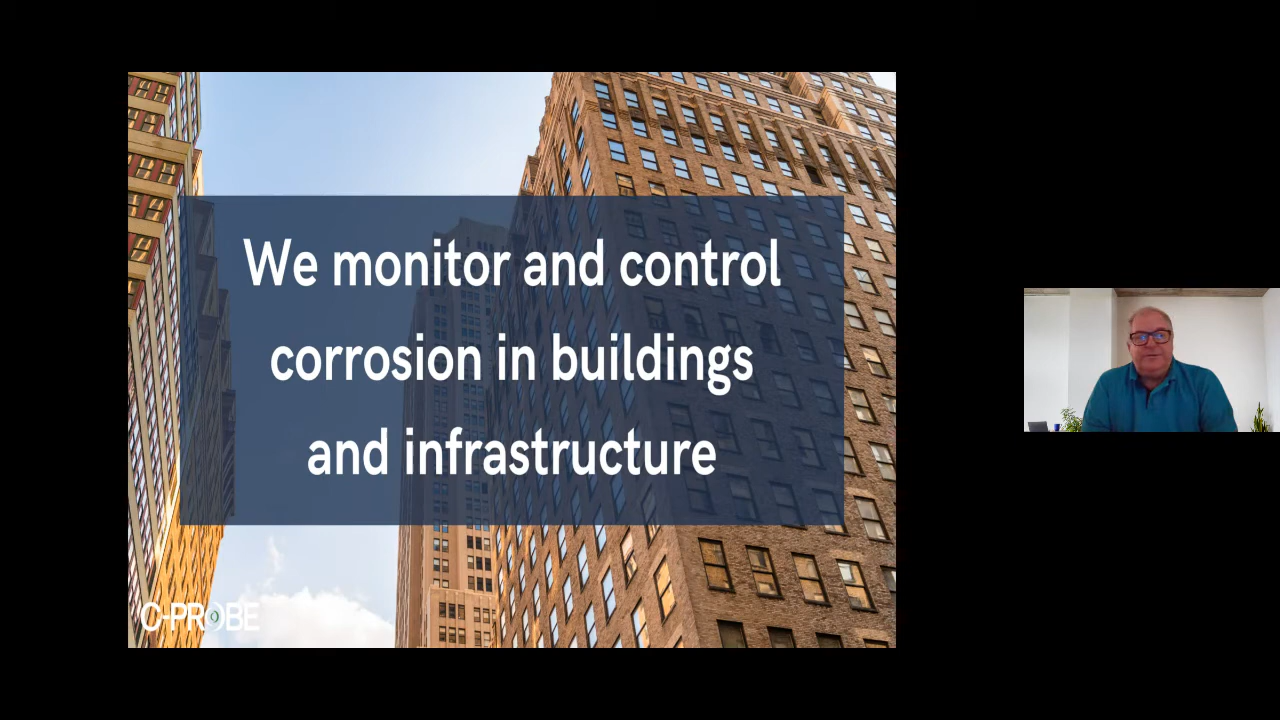 We monitor and control
corrosion in buildings
and infrastructure
C-PROBE